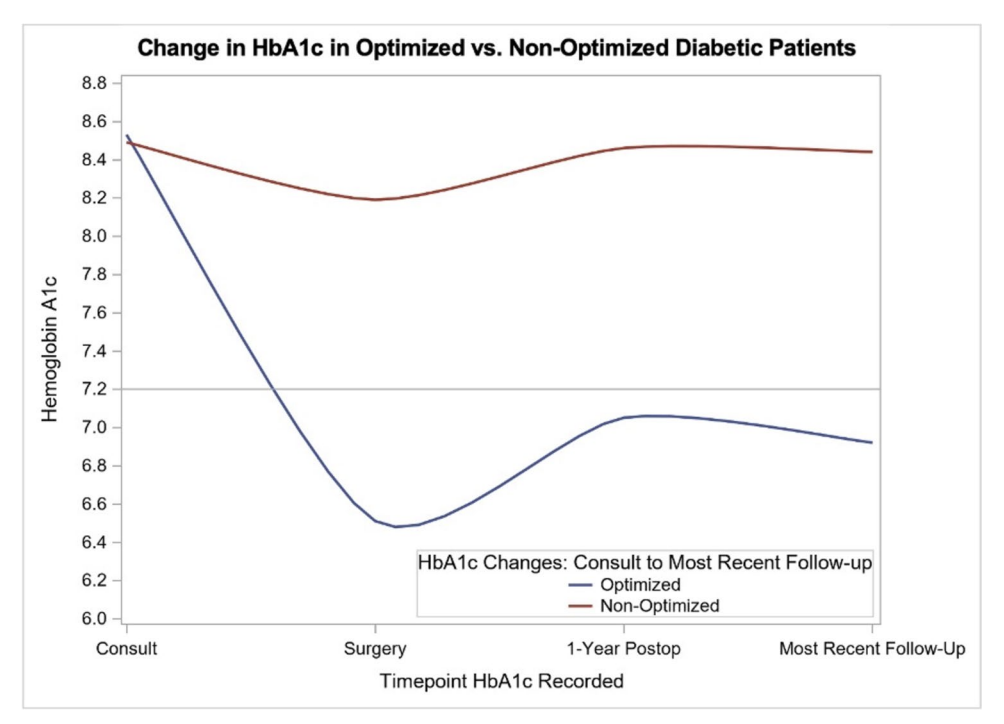 Change in HbA1c in Optimized vs. Non-Optimized Diabetic Patients
8.8
8.6
8.4
8.2
8.0
7.8
7.6
7.4
7.2
7.0
6.8
6.6
6.4
6.2
6.0
Hemoglobin A1c
HbA1c Changes: Consult to Most Recent Follow-up
Optimized
Non-Optimized
Consult
Surgery
1-Year Postop
Most Recent Follow-Up
Timepoint HbA1c Recorded